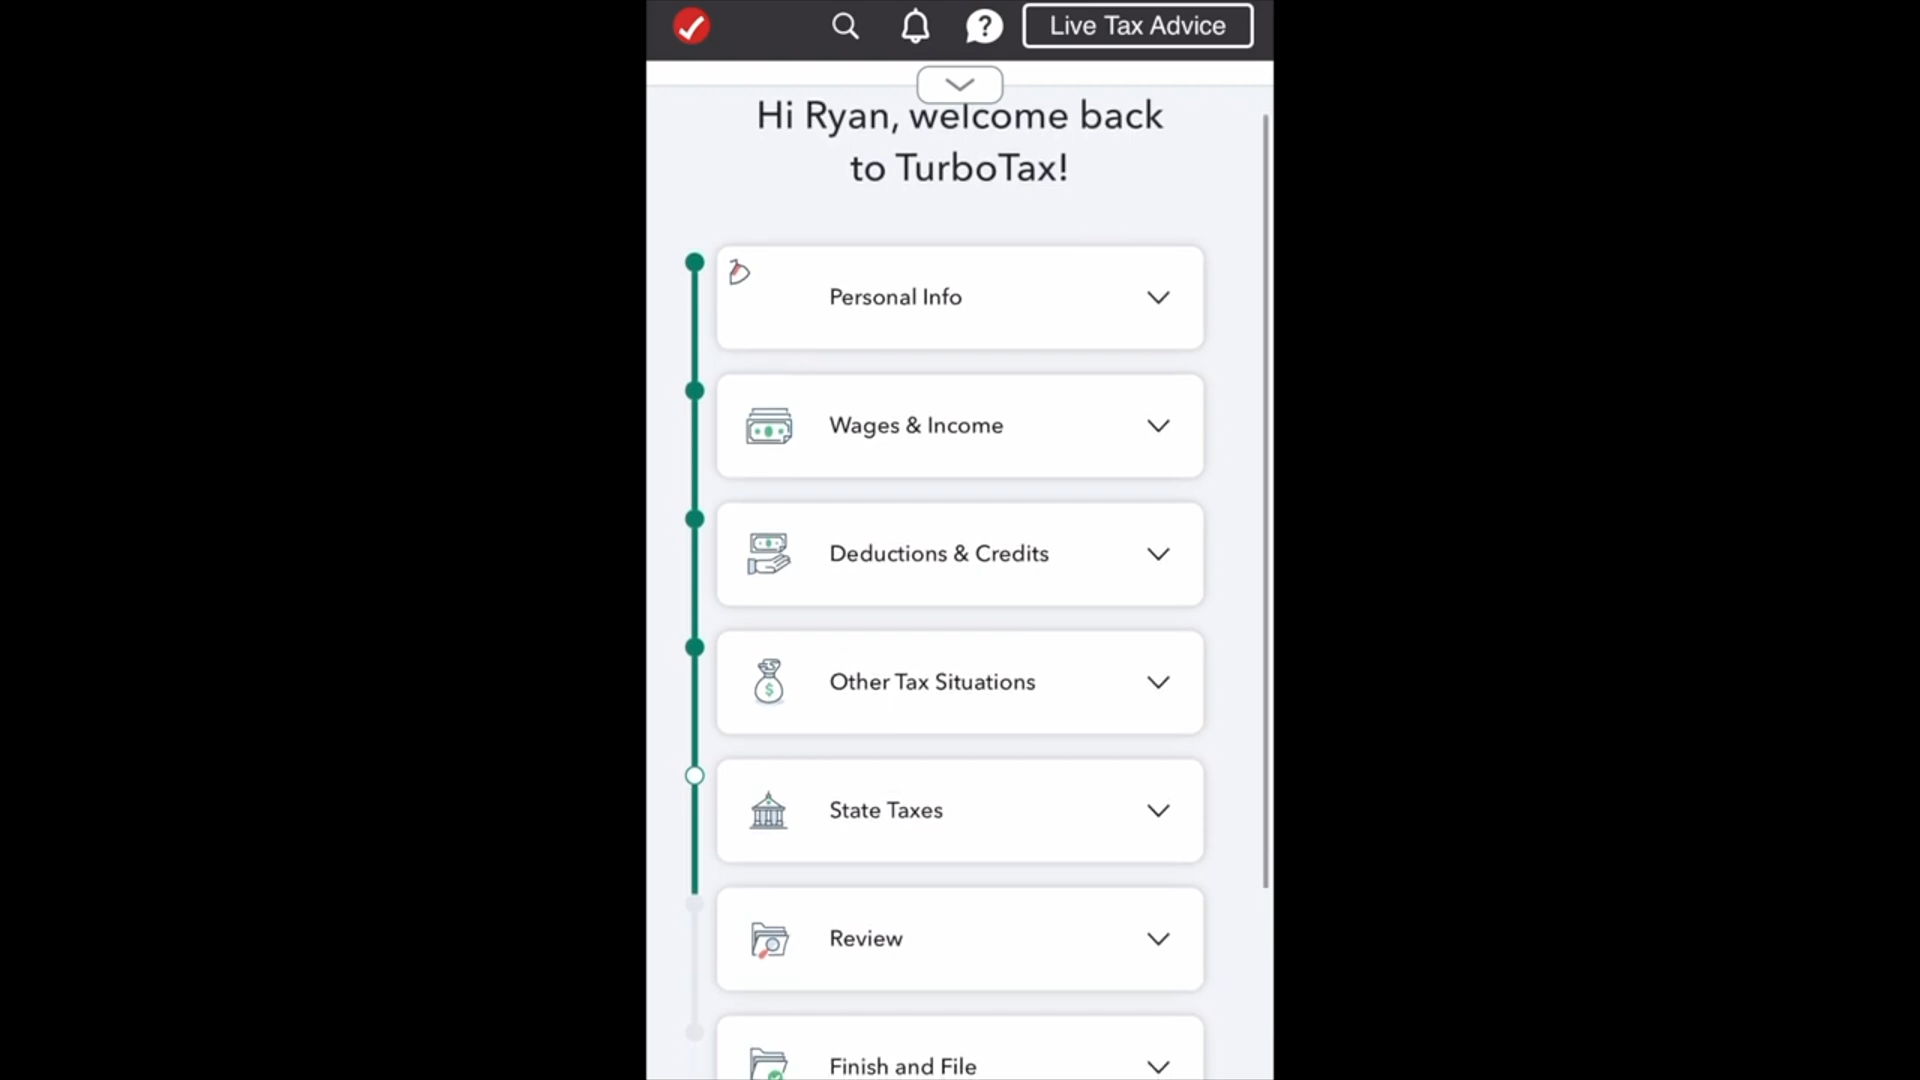 Live Tax Advice
Hi Ryan, welcome back
to TurboTax!
Personal Info
Wages & Income
Deductions & Credits
Other Tax Situations
State Taxes
Review
Finish and File